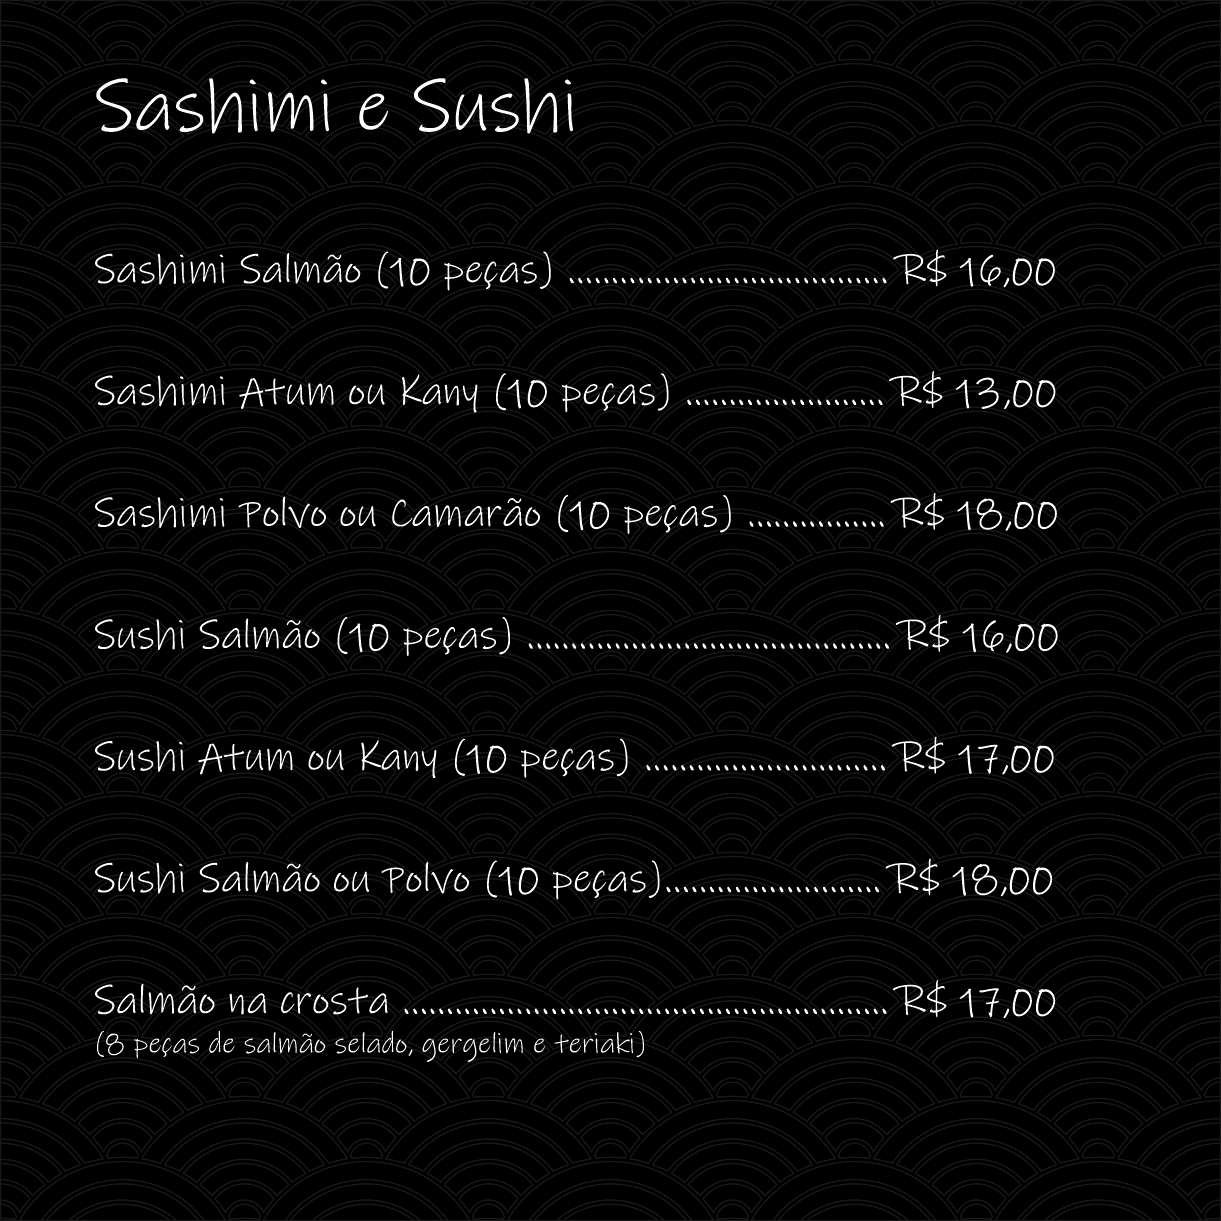 Sashimi e Sushi
Sashimi Salmão (10 peças) ..................................... R$ 16,00
Sashimi Atum ou Kany (10 peças) ....................... R$ 13,00
Sashimi Polvo ou Camarão (10 peças) ................ R$ 18,00
Sushi Salmão (10 peças) .......................................... R$ 16,00
Sushi Atum ou Kany (10 peças) ............................ R$ 17,00
Sushi Salmão ou Polvo (10 peças)......................... R$ 18,00
Salmão na crosta ........................................................ R$ 17,00
(8 peças de salmão selado, gergelim e teriaki)